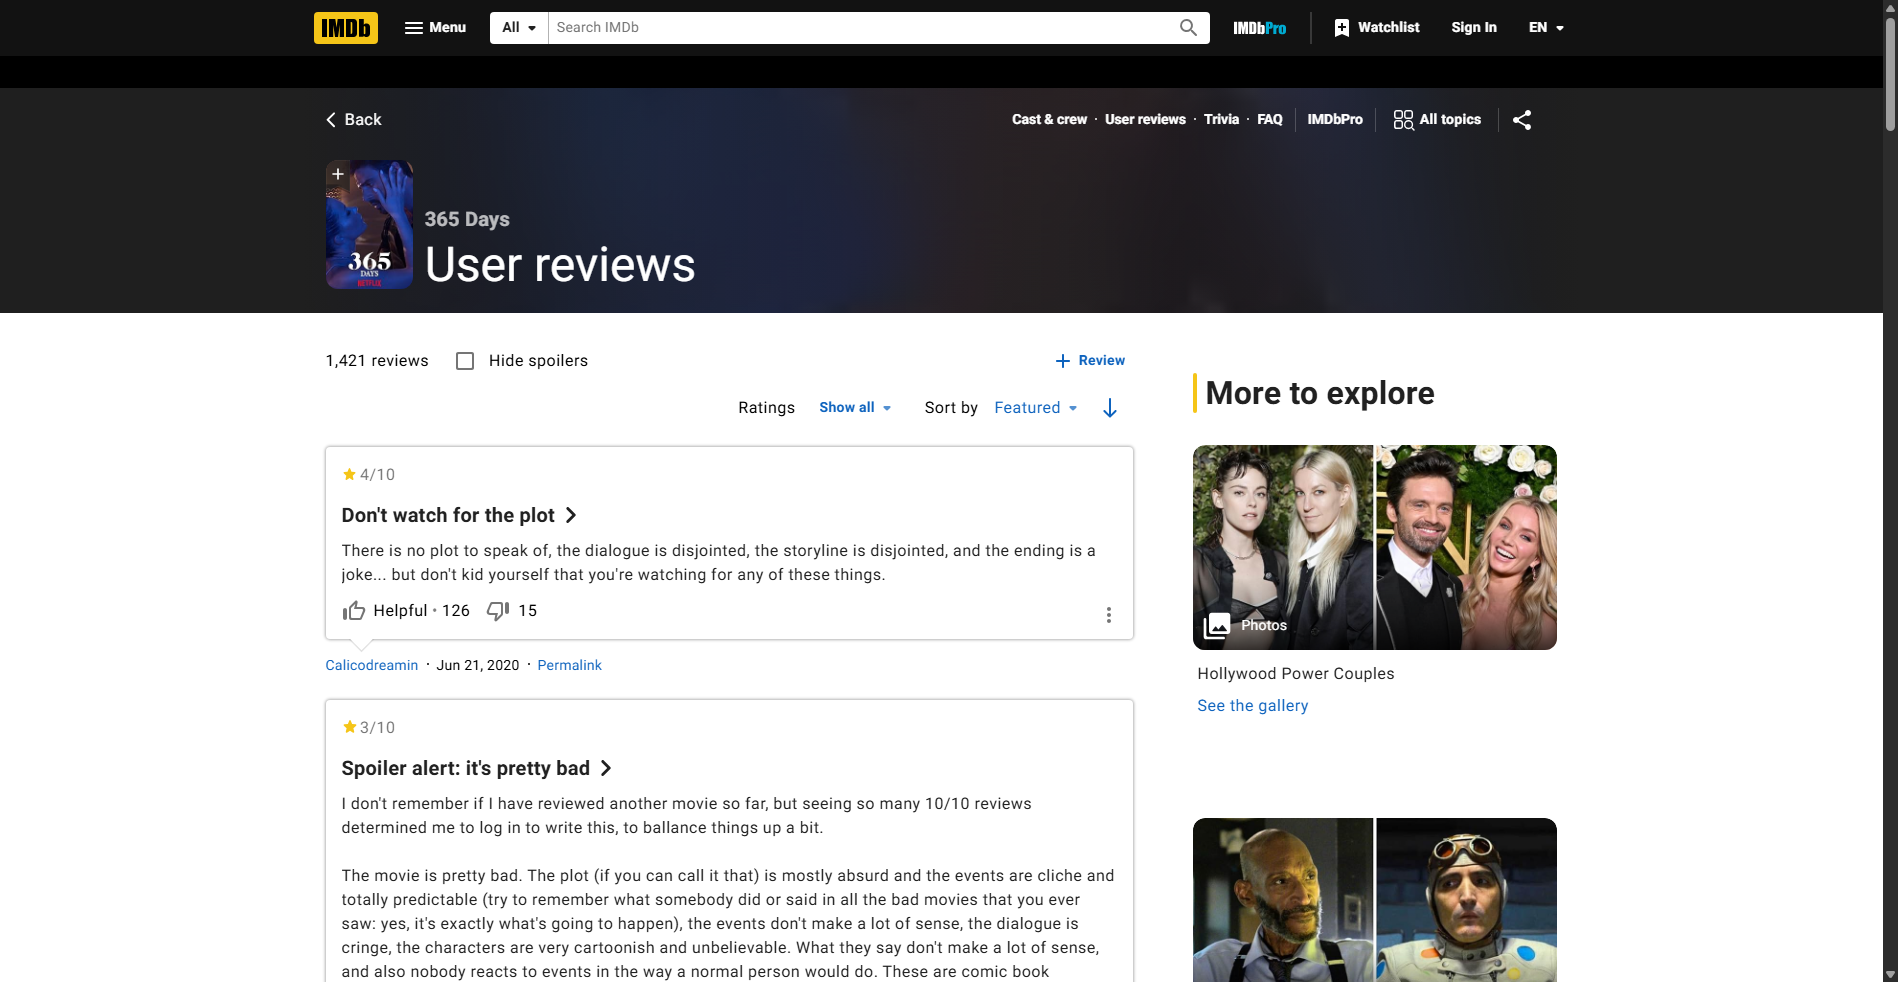 IMDb
Menu
All
Search IMDb
IMDbPro
Watchlist
Sign In
EN
Back
Cast & crew · User reviews · Trivia · FAQ
IMDbPro
All topics
365 DAYS NETFLIX
365 Days
User reviews
1,421 reviews
Hide spoilers
Review
Ratings Show all
Sort by Featured
4/10
Don't watch for the plot
There is no plot to speak of, the dialogue is disjointed, the storyline is disjointed, and the ending is a
joke... but don't kid yourself that you're watching for any of these things.
Helpful • 126 15
Calicodreamin · Jun 21, 2020 · Permalink
3/10
Spoiler alert: it's pretty bad
I don't remember if I have reviewed another movie so far, but seeing so many 10/10 reviews
determined me to log in to write this, to ballance things up a bit.
The movie is pretty bad. The plot (if you can call it that) is mostly absurd and the events are cliche and
totally predictable (try to remember what somebody did or said in all the bad movies that you ever
saw: yes, it's exactly what's going to happen), the events don't make a lot of sense, the dialogue is
cringe, the characters are very cartoonish and unbelievable. What they say don't make a lot of sense,
and also nobody reacts to events in the way a normal person would do. These are comic book
More to explore
Photos
Hollywood Power Couples
See the gallery